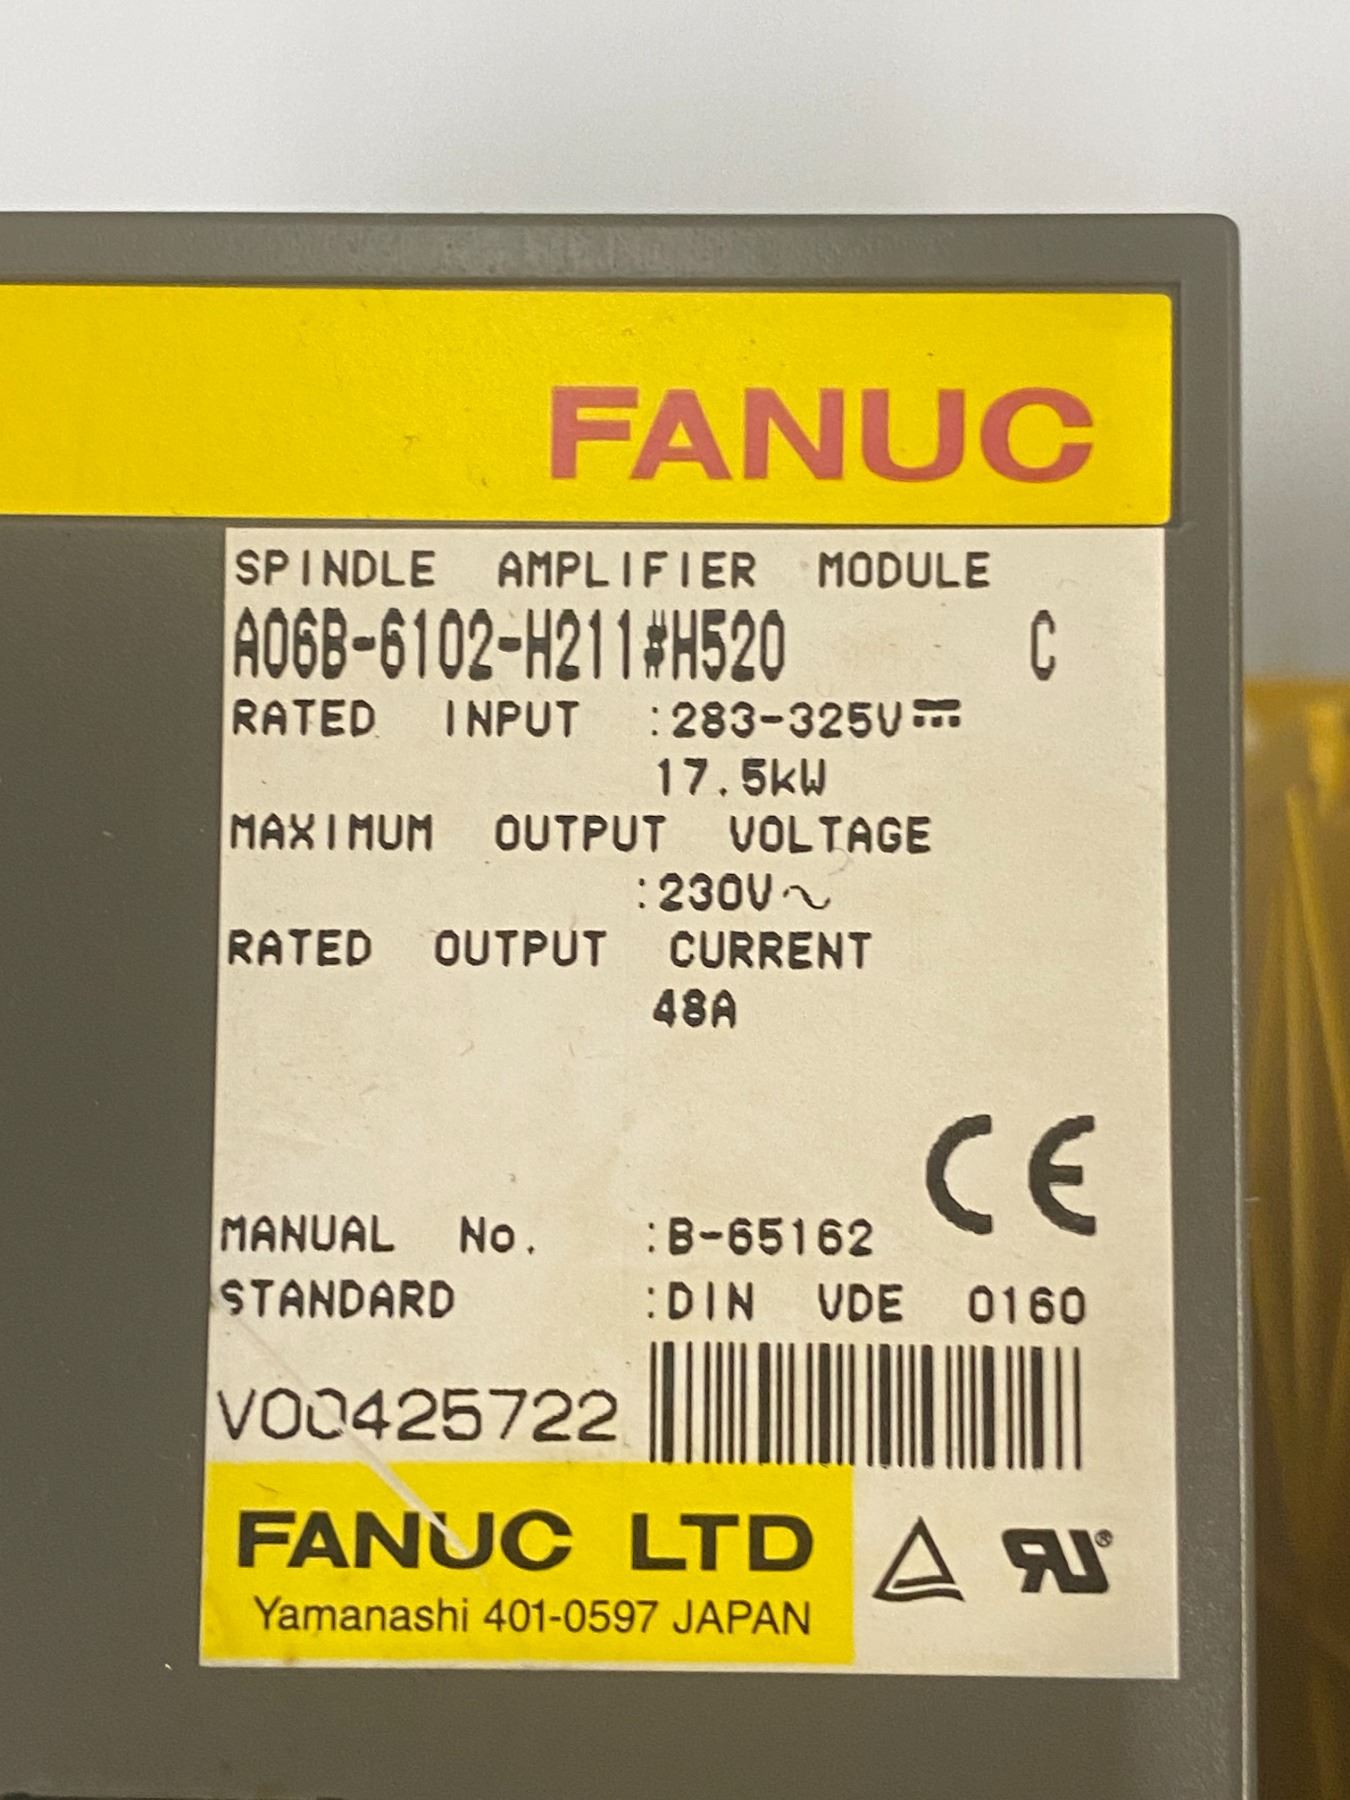 FANUC
SPINDLE AMPLIFIER MODULE
A06B-6102-H211#H520 C
RATED INPUT :283-325V⎓
17.5kW
MAXIMUM OUTPUT VOLTAGE
:230V~
RATED OUTPUT CURRENT
48A
CE
MANUAL No. :B-65162
STANDARD :DIN VDE 0160
V00425722
FANUC LTD
Yamanashi 401-0597 JAPAN
RU®